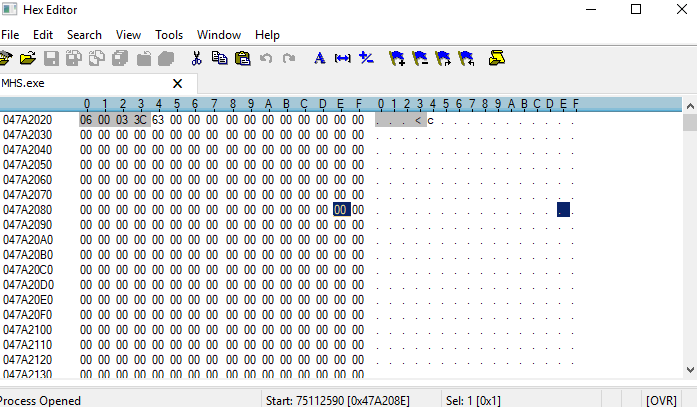 Hex Editor
File Edit Search View Tools Window Help
MHS.exe
0 1 2 3 4 5 6 7 8 9 A B C D E F 0 1 2 3 4 5 6 7 8 9 A B C D E F
047A2020 06 00 03 3C 63 00 00 00 00 00 00 00 00 00 00 00 . . . < c . . . . . . . . . . .
047A2030 00 00 00 00 00 00 00 00 00 00 00 00 00 00 00 00 . . . . . . . . . . . . . . . .
047A2040 00 00 00 00 00 00 00 00 00 00 00 00 00 00 00 00 . . . . . . . . . . . . . . . .
047A2050 00 00 00 00 00 00 00 00 00 00 00 00 00 00 00 00 . . . . . . . . . . . . . . . .
047A2060 00 00 00 00 00 00 00 00 00 00 00 00 00 00 00 00 . . . . . . . . . . . . . . . .
047A2070 00 00 00 00 00 00 00 00 00 00 00 00 00 00 00 00 . . . . . . . . . . . . . . . .
047A2080 00 00 00 00 00 00 00 00 00 00 00 00 00 00 00 00 . . . . . . . . . . . . . . . .
047A2090 00 00 00 00 00 00 00 00 00 00 00 00 00 00 00 00 . . . . . . . . . . . . . . . .
047A20A0 00 00 00 00 00 00 00 00 00 00 00 00 00 00 00 00 . . . . . . . . . . . . . . . .
047A20B0 00 00 00 00 00 00 00 00 00 00 00 00 00 00 00 00 . . . . . . . . . . . . . . . .
047A20C0 00 00 00 00 00 00 00 00 00 00 00 00 00 00 00 00 . . . . . . . . . . . . . . . .
047A20D0 00 00 00 00 00 00 00 00 00 00 00 00 00 00 00 00 . . . . . . . . . . . . . . . .
047A20E0 00 00 00 00 00 00 00 00 00 00 00 00 00 00 00 00 . . . . . . . . . . . . . . . .
047A20F0 00 00 00 00 00 00 00 00 00 00 00 00 00 00 00 00 . . . . . . . . . . . . . . . .
047A2100 00 00 00 00 00 00 00 00 00 00 00 00 00 00 00 00 . . . . . . . . . . . . . . . .
047A2110 00 00 00 00 00 00 00 00 00 00 00 00 00 00 00 00 . . . . . . . . . . . . . . . .
047A2120 00 00 00 00 00 00 00 00 00 00 00 00 00 00 00 00 . . . . . . . . . . . . . . . .
047A2130 00 00 00 00 00 00 00 00 00 00 00 00 00 00 00 00 . . . . . . . . . . . . . . . .
Process Opened Start: 75112590 [0x47A208E] Sel: 1 [0x1] [OVR]